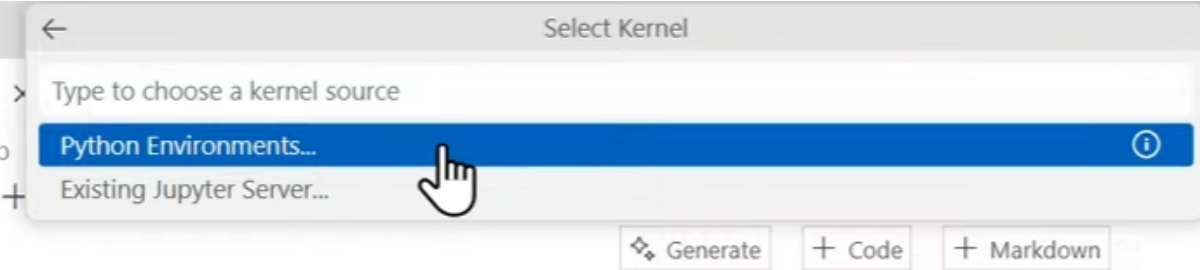 Select Kernel
Type to choose a kernel source
Python Environments...
Existing Jupyter Server...
Generate + Code + Markdown